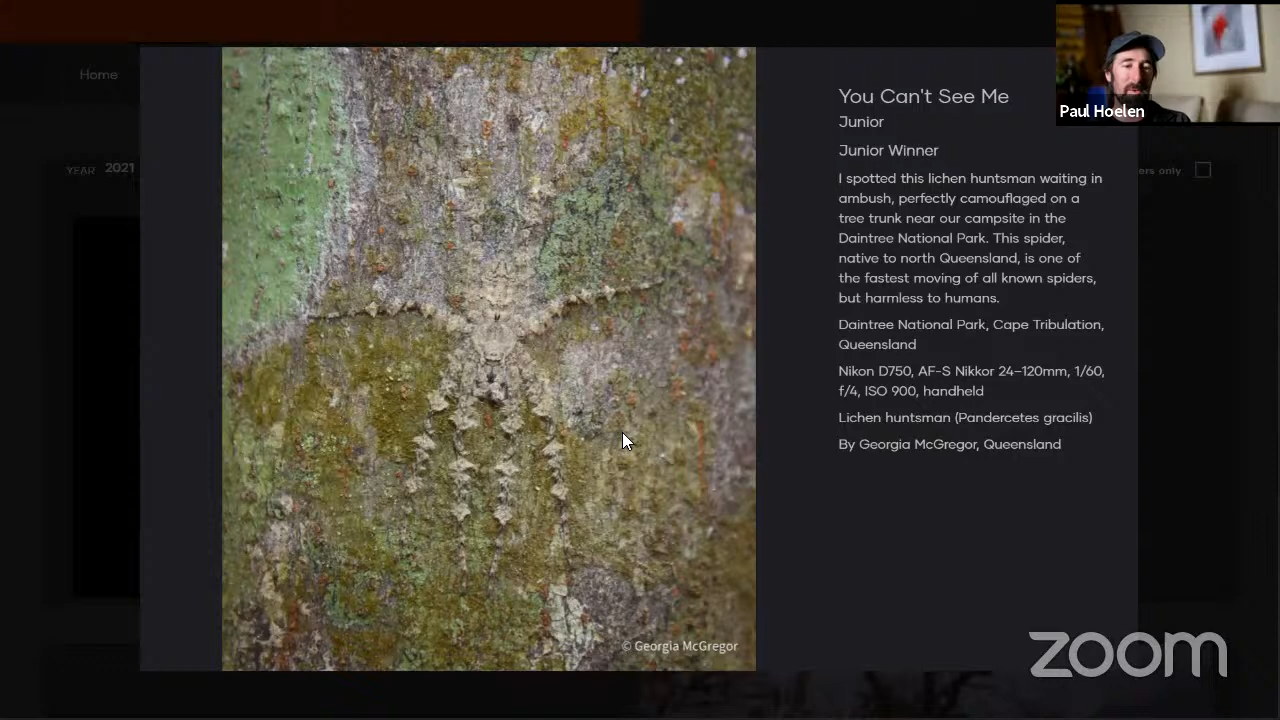 Home
YEAR 2021
ers only
You Can't See Me
Junior
Junior Winner
I spotted this lichen huntsman waiting in
ambush, perfectly camouflaged on a
tree trunk near our campsite in the
Daintree National Park. This spider,
native to north Queensland, is one of
the fastest moving of all known spiders,
but harmless to humans.
Daintree National Park, Cape Tribulation,
Queensland
Nikon D750, AF-S Nikkor 24–120mm, 1/60,
f/4, ISO 900, handheld
Lichen huntsman (Pandercetes gracilis)
By Georgia McGregor, Queensland
Paul Hoelen
© Georgia McGregor
zoom